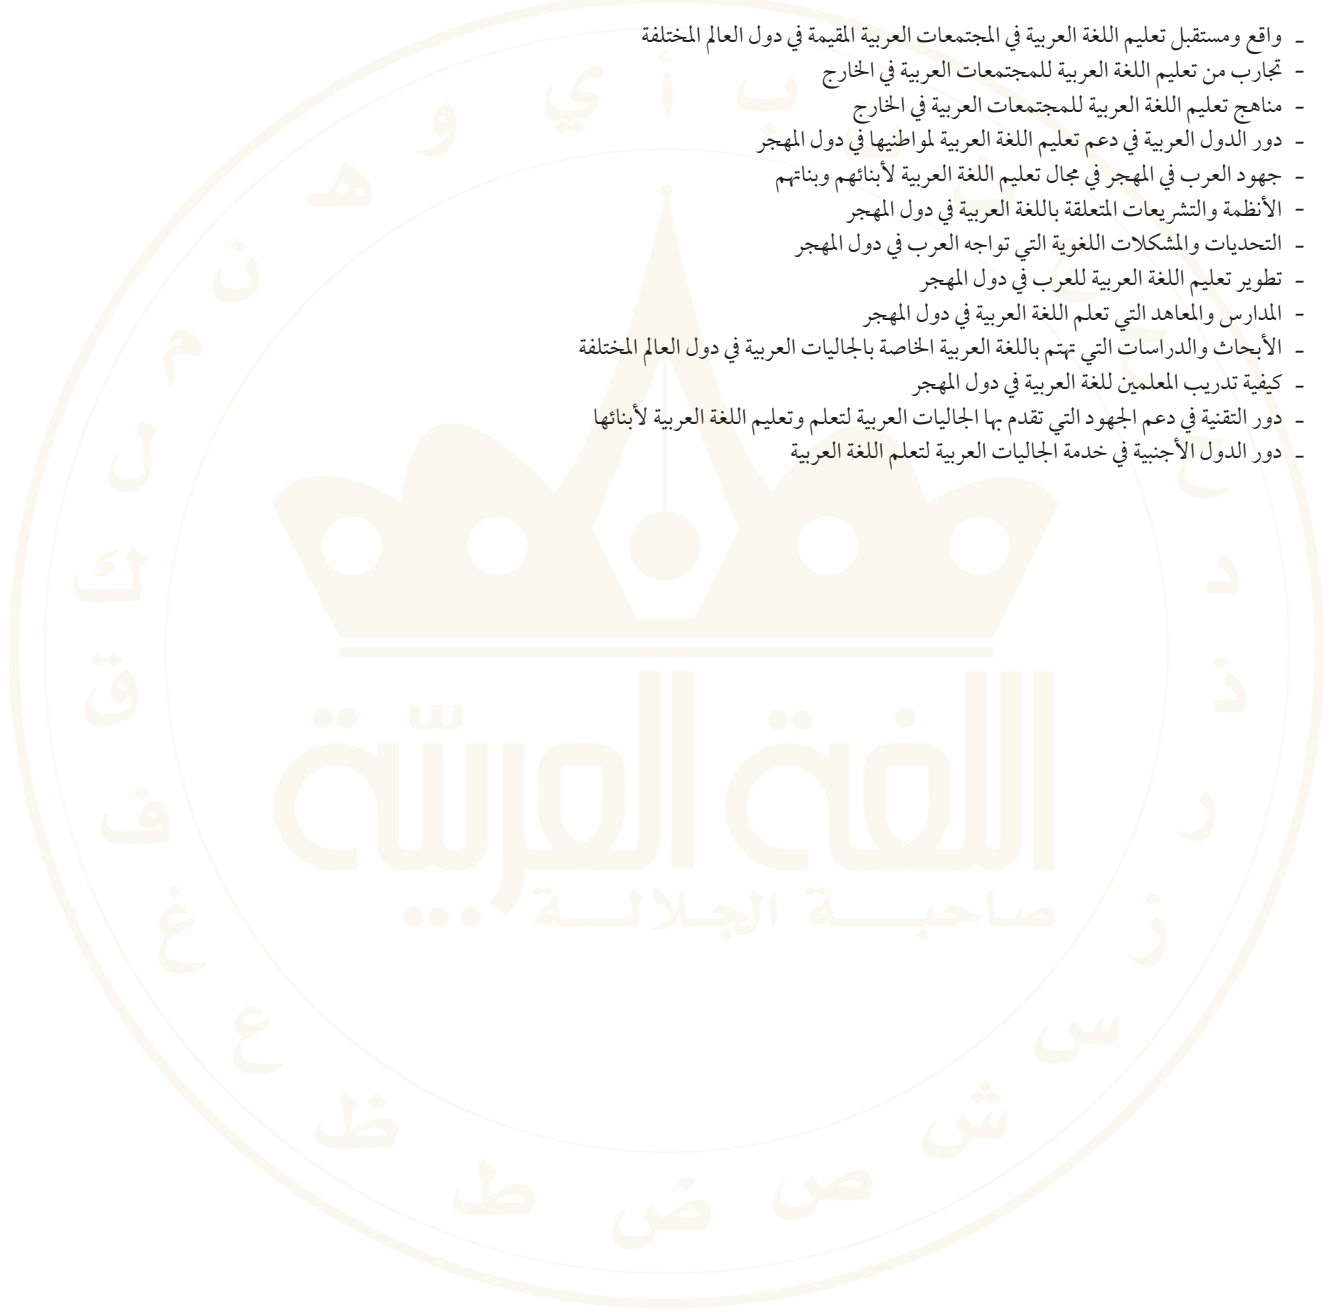 - واقع ومستقبل تعليم اللغة العربية في المجتمعات العربية المقيمة في دول العالم المختلفة
- تجارب من تعليم اللغة العربية للمجتمعات العربية في الخارج
- مناهج تعليم اللغة العربية للمجتمعات العربية في الخارج
- دور الدول العربية في دعم تعليم اللغة العربية لمواطنيها في دول المهجر
- جهود العرب في المهجر في مجال تعليم اللغة العربية لأبنائهم وبناتهم
- الأنظمة والتشريعات المتعلقة باللغة العربية في دول المهجر
- التحديات والمشكلات اللغوية التي تواجه العرب في دول المهجر
- تطوير تعليم اللغة العربية للعرب في دول المهجر
- المدارس والمعاهد التي تعلم اللغة العربية في دول المهجر
- الأبحاث والدراسات التي تهتم باللغة العربية الخاصة بالجاليات العربية في دول العالم المختلفة
- كيفية تدريب المعلمين للغة العربية في دول المهجر
- دور التقنية في دعم الجهود التي تقدم بها الجاليات العربية لتعلم وتعليم اللغة العربية لأبنائها
- دور الدول الأجنبية في خدمة الجاليات العربية لتعلم اللغة العربية
اللغة العربية
صاحبة الجلالة ...
أ ب د ذ ر ز س ش ص ض ط ظ ع غ ف ق ك ل م ن هـ و ي